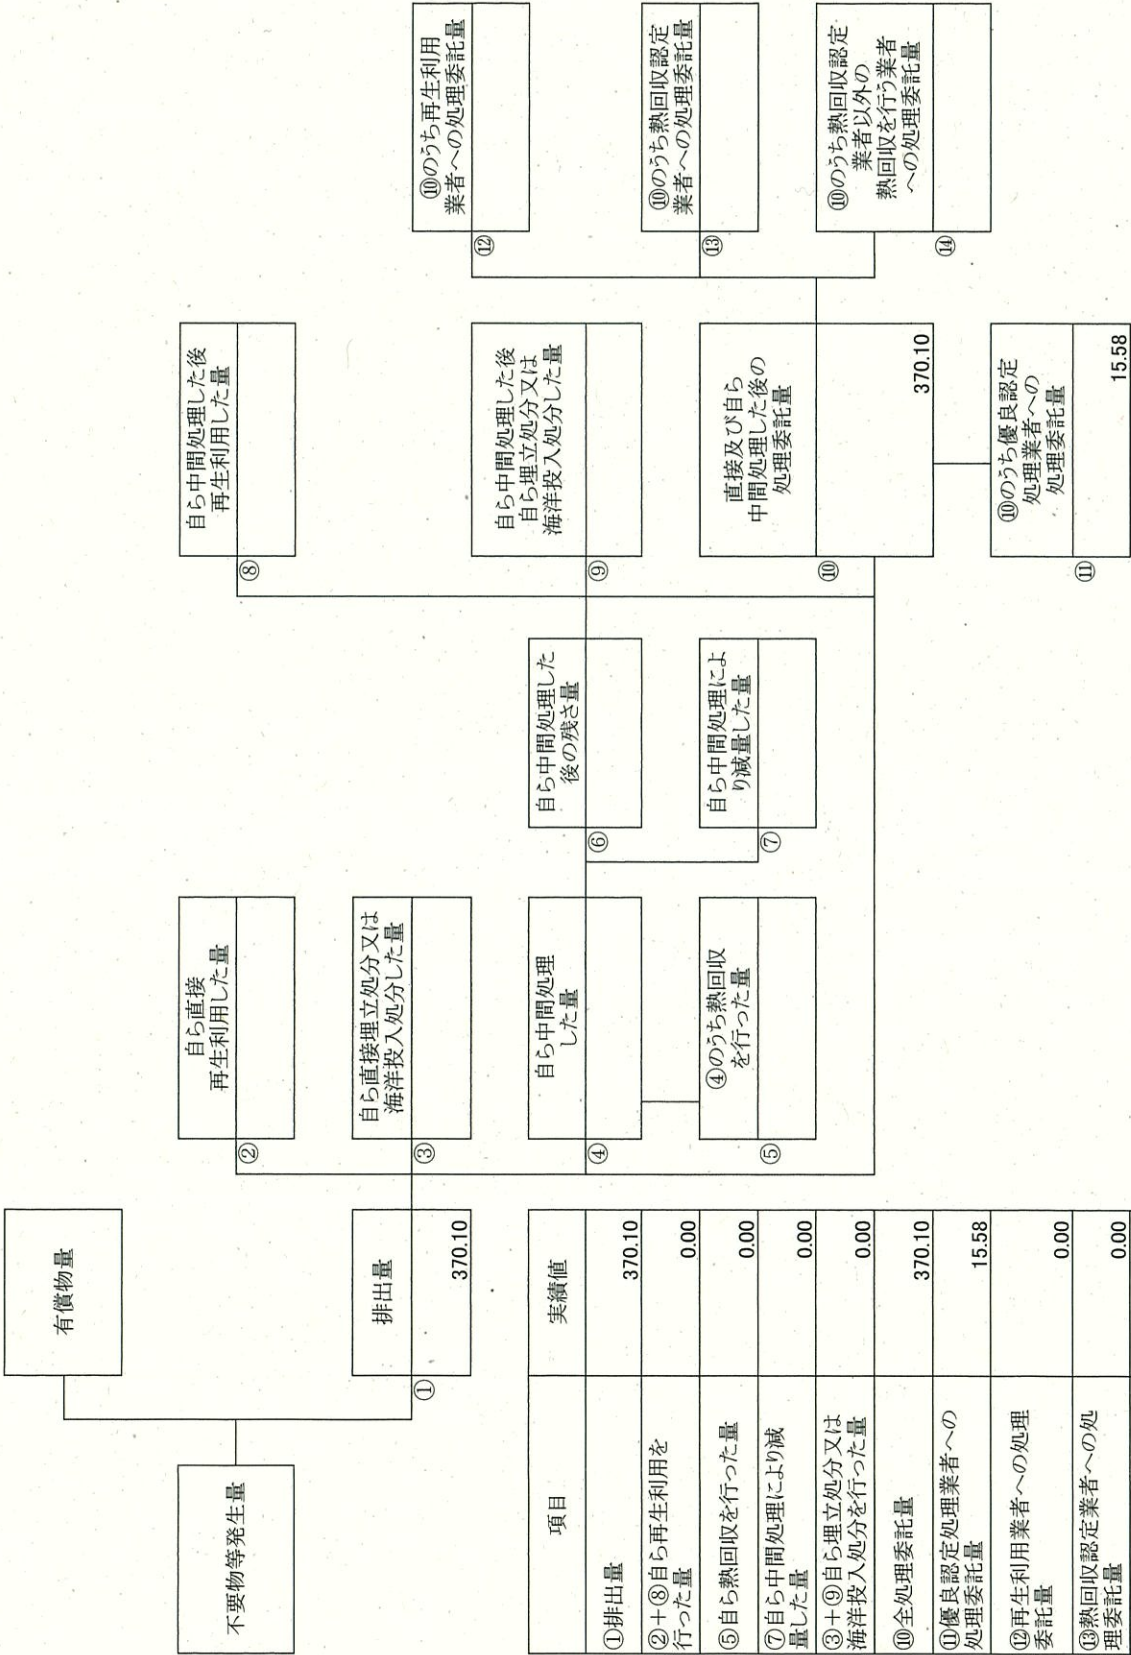 有償物量
不要物等発生量
排出量
①
370.10
自ら直接
再生利用した量
②
自ら直接埋立処分又は
海洋投入処分した量
③
自ら中間処理
した量
④
④のうち熱回収
を行った量
⑤
自ら中間処理した
後の残さ量
⑥
自ら中間処理によ
り減量した量
⑦
自ら中間処理した後
再生利用した量
⑧
自ら中間処理した後
自ら埋立処分又は
海洋投入処分した量
⑨
直接及び自ら
中間処理した後の
処理委託量
⑩
370.10
⑩のうち優良認定
処理業者への
処理委託量
⑪
15.58
⑩のうち再生利用
業者への処理委託量
⑫
⑩のうち熱回収認定
業者への処理委託量
⑬
⑩のうち熱回収認定
業者以外の
熱回収を行う業者
への処理委託量
⑭
項目 実績値
①排出量 370.10
②+⑧自ら再生利用を
行った量 0.00
⑤自ら熱回収を行った量 0.00
⑦自ら中間処理により減
量した量 0.00
③+⑨自ら埋立処分又は
海洋投入処分を行った量 0.00
⑩全処理委託量 370.10
⑪優良認定処理業者への
処理委託量 15.58
⑫再生利用業者への処理
委託量 0.00
⑬熱回収認定業者への処
理委託量 0.00